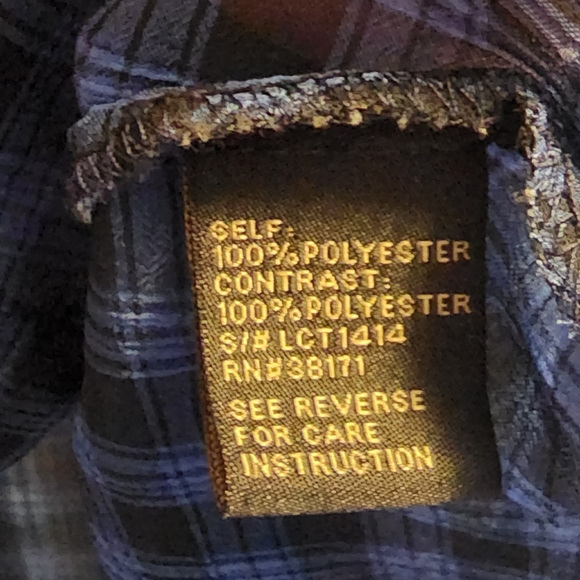 SELF:
100% POLYESTER
CONTRAST:
100% POLYESTER
S/# LCT1414
RN#38171
SEE REVERSE
FOR CARE
INSTRUCTION